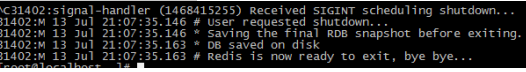 ^C31402:signal-handler (1468415255) Received SIGINT scheduling shutdown...
31402:M 13 Jul 21:07:35.146 # User requested shutdown...
31402:M 13 Jul 21:07:35.146 * Saving the final RDB snapshot before exiting.
31402:M 13 Jul 21:07:35.163 * DB saved on disk
31402:M 13 Jul 21:07:35.163 # Redis is now ready to exit, bye bye...